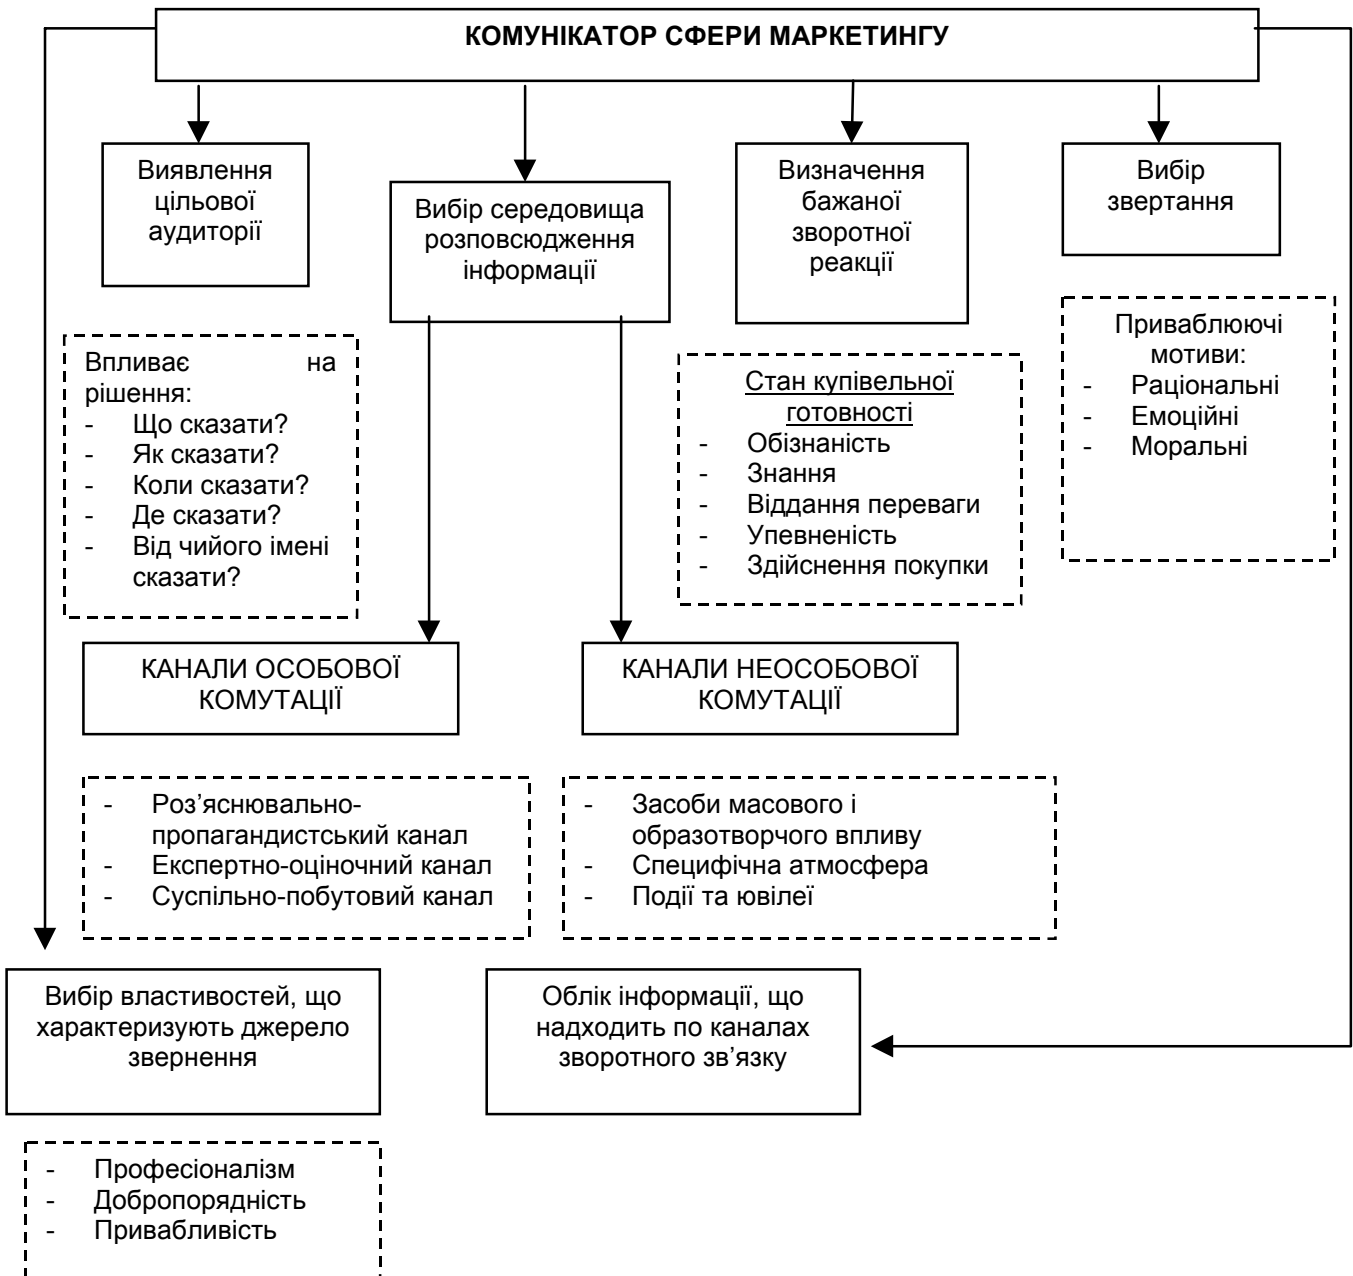 КОМУНІКАТОР СФЕРИ МАРКЕТИНГУ
Виявлення
цільової
аудиторії
Вибір середовища
розповсюдження
інформації
Визначення
бажаної
зворотної
реакції
Вибір
звертання
Впливає на
рішення:
- Що сказати?
- Як сказати?
- Коли сказати?
- Де сказати?
- Від чийого імені
сказати?
Стан купівельної
готовності
- Обізнаність
- Знання
- Віддання переваги
- Упевненість
- Здійснення покупки
Приваблюючі
мотиви:
- Раціональні
- Емоційні
- Моральні
КАНАЛИ ОСОБОВОЇ
КОМУТАЦІЇ
КАНАЛИ НЕОСОБОВОЇ
КОМУТАЦІЇ
- Роз’яснювально-
пропагандистський канал
- Експертно-оціночний канал
- Суспільно-побутовий канал
- Засоби масового і
образотворчого впливу
- Специфічна атмосфера
- Події та ювілеї
Вибір властивостей, що
характеризують джерело
звернення
Облік інформації, що
надходить по каналах
зворотного зв’язку
- Професіоналізм
- Добропорядність
- Привабливість